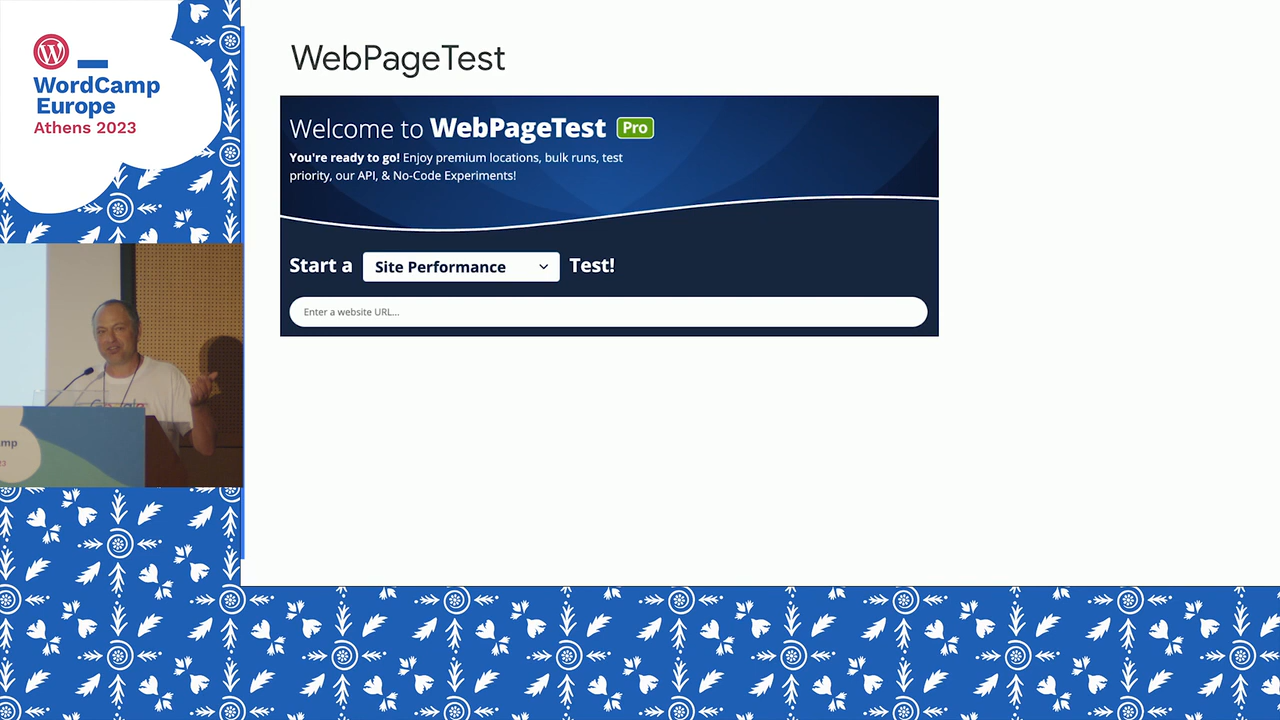 WordCamp
Europe
Athens 2023
WebPageTest
Welcome to WebPageTest Pro
You're ready to go! Enjoy premium locations, bulk runs, test
priority, our API, & No-Code Experiments!
Start a Site Performance Test!
Enter a website URL...